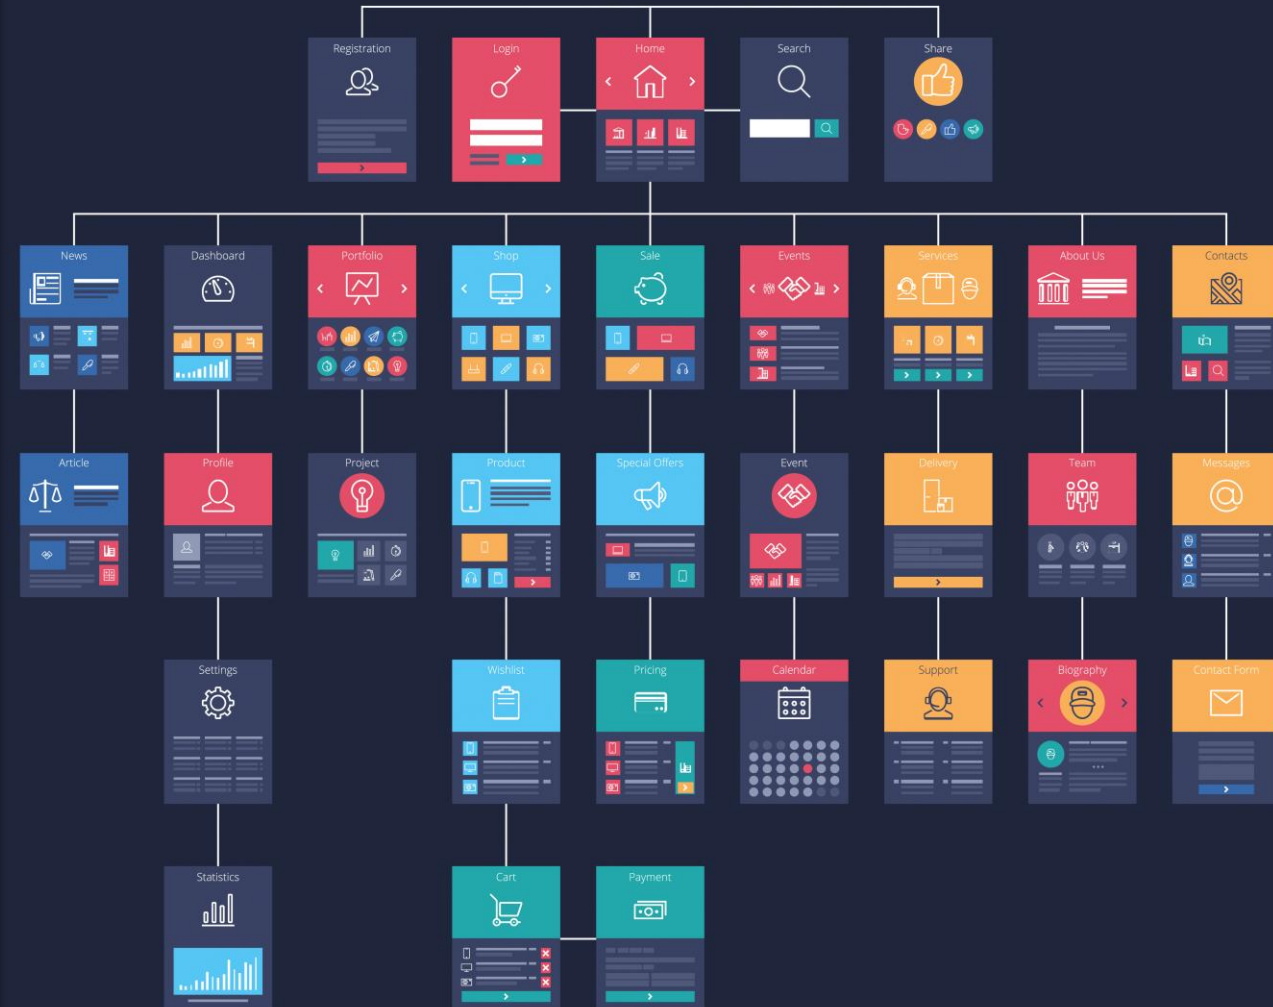 Registration
Login
Home
Search
Share
News
Dashboard
Portfolio
Shop
Sale
Events
Services
About Us
Contacts
Article
Profile
Project
Product
Special Offers
Event
Delivery
Team
Messages
Settings
Wishlist
Pricing
Calendar
Support
Biography
Contact Form
Statistics
Cart
Payment